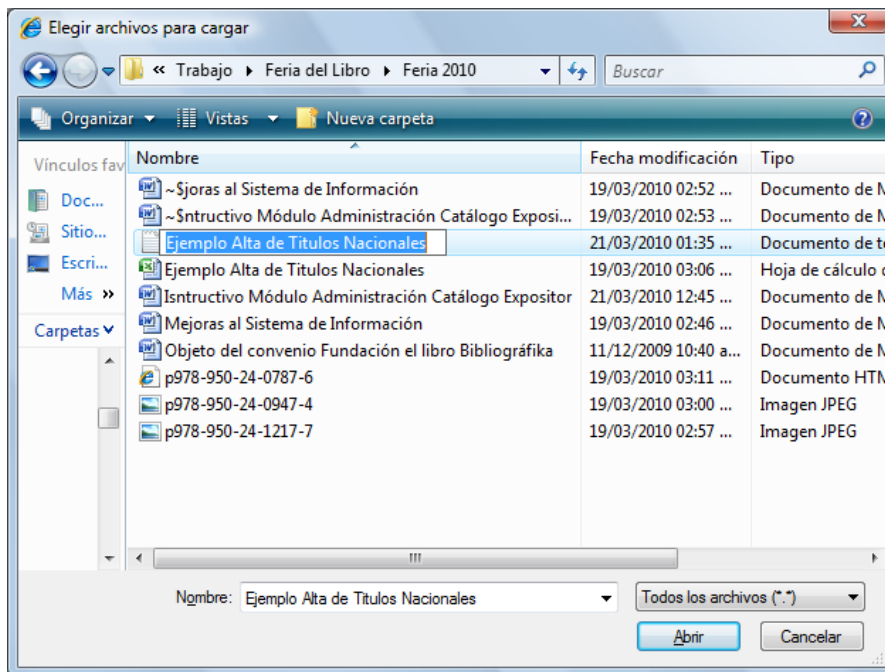 Elegir archivos para cargar
« Trabajo Feria del Libro Feria 2010 Buscar
Organizar Vistas Nueva carpeta
Vínculos fav Nombre Fecha modificación Tipo
~$joras al Sistema de Información 19/03/2010 02:52 ... Documento de M
Doc... ~$ntructivo Módulo Administración Catálogo Exposi... 19/03/2010 02:53 ... Documento de M
Sitio... Ejemplo Alta de Titulos Nacionales 21/03/2010 01:35 ... Documento de te
Escri... Ejemplo Alta de Titulos Nacionales 19/03/2010 03:06 ... Hoja de cálculo d
Más » Isntructivo Módulo Administración Catálogo Expositor 21/03/2010 12:45 ... Documento de M
Carpetas Mejoras al Sistema de Información 19/03/2010 02:46 ... Documento de M
Objeto del convenio Fundación el libro Bibliográfika 11/12/2009 10:40 a... Documento de M
p978-950-24-0787-6 19/03/2010 03:11 ... Documento HTM
p978-950-24-0947-4 19/03/2010 03:00 ... Imagen JPEG
p978-950-24-1217-7 19/03/2010 02:57 ... Imagen JPEG
Nombre: Ejemplo Alta de Titulos Nacionales Todos los archivos (*.*)
Abrir Cancelar